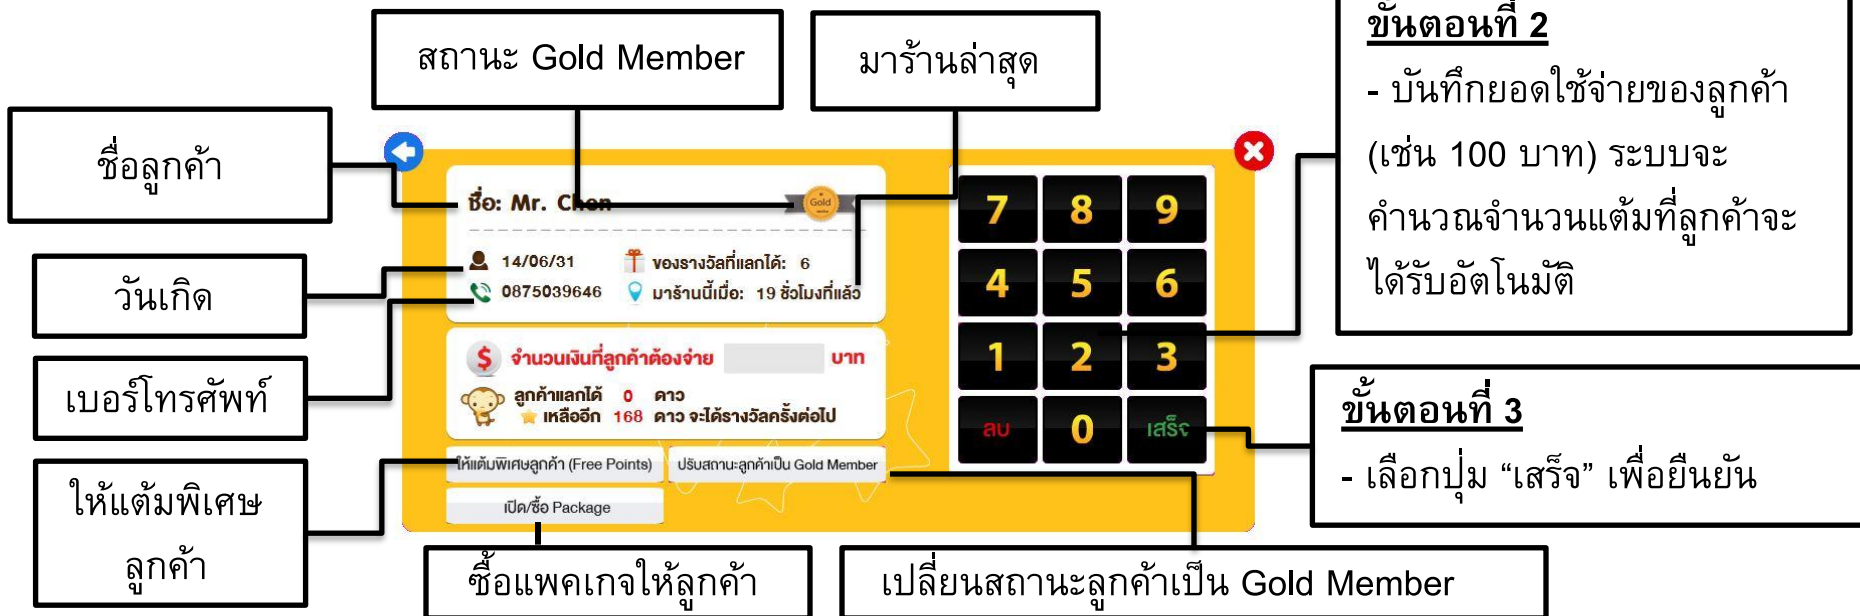 สถานะ Gold Member
มาร้านล่าสุด
ขั้นตอนที่ 2
- บันทึกยอดใช้จ่ายของลูกค้า
(เช่น 100 บาท) ระบบจะ
คำนวณจำนวนแต้มที่ลูกค้าจะ
ได้รับอัตโนมัติ
ชื่อลูกค้า
วันเกิด
เบอร์โทรศัพท์
ให้แต้มพิเศษ
ลูกค้า
ชื่อ: Mr. Chen
Gold
14/06/31
ของรางวัลที่แลกได้: 6
0875039646
มาร้านนี้เมื่อ: 19 ชั่วโมงที่แล้ว
$ จำนวนเงินที่ลูกค้าต้องจ่าย บาท
ลูกค้าแลกได้ 0 ดาว
เหลืออีก 168 ดาว จะได้รางวัลครั้งต่อไป
ให้แต้มพิเศษลูกค้า (Free Points)
ปรับสถานะลูกค้าเป็น Gold Member
เปิด/ซื้อ Package
7 8 9
4 5 6
1 2 3
ลบ 0 เสร็จ
ขั้นตอนที่ 3
- เลือกปุ่ม “เสร็จ” เพื่อยืนยัน
ซื้อแพคเกจให้ลูกค้า
เปลี่ยนสถานะลูกค้าเป็น Gold Member